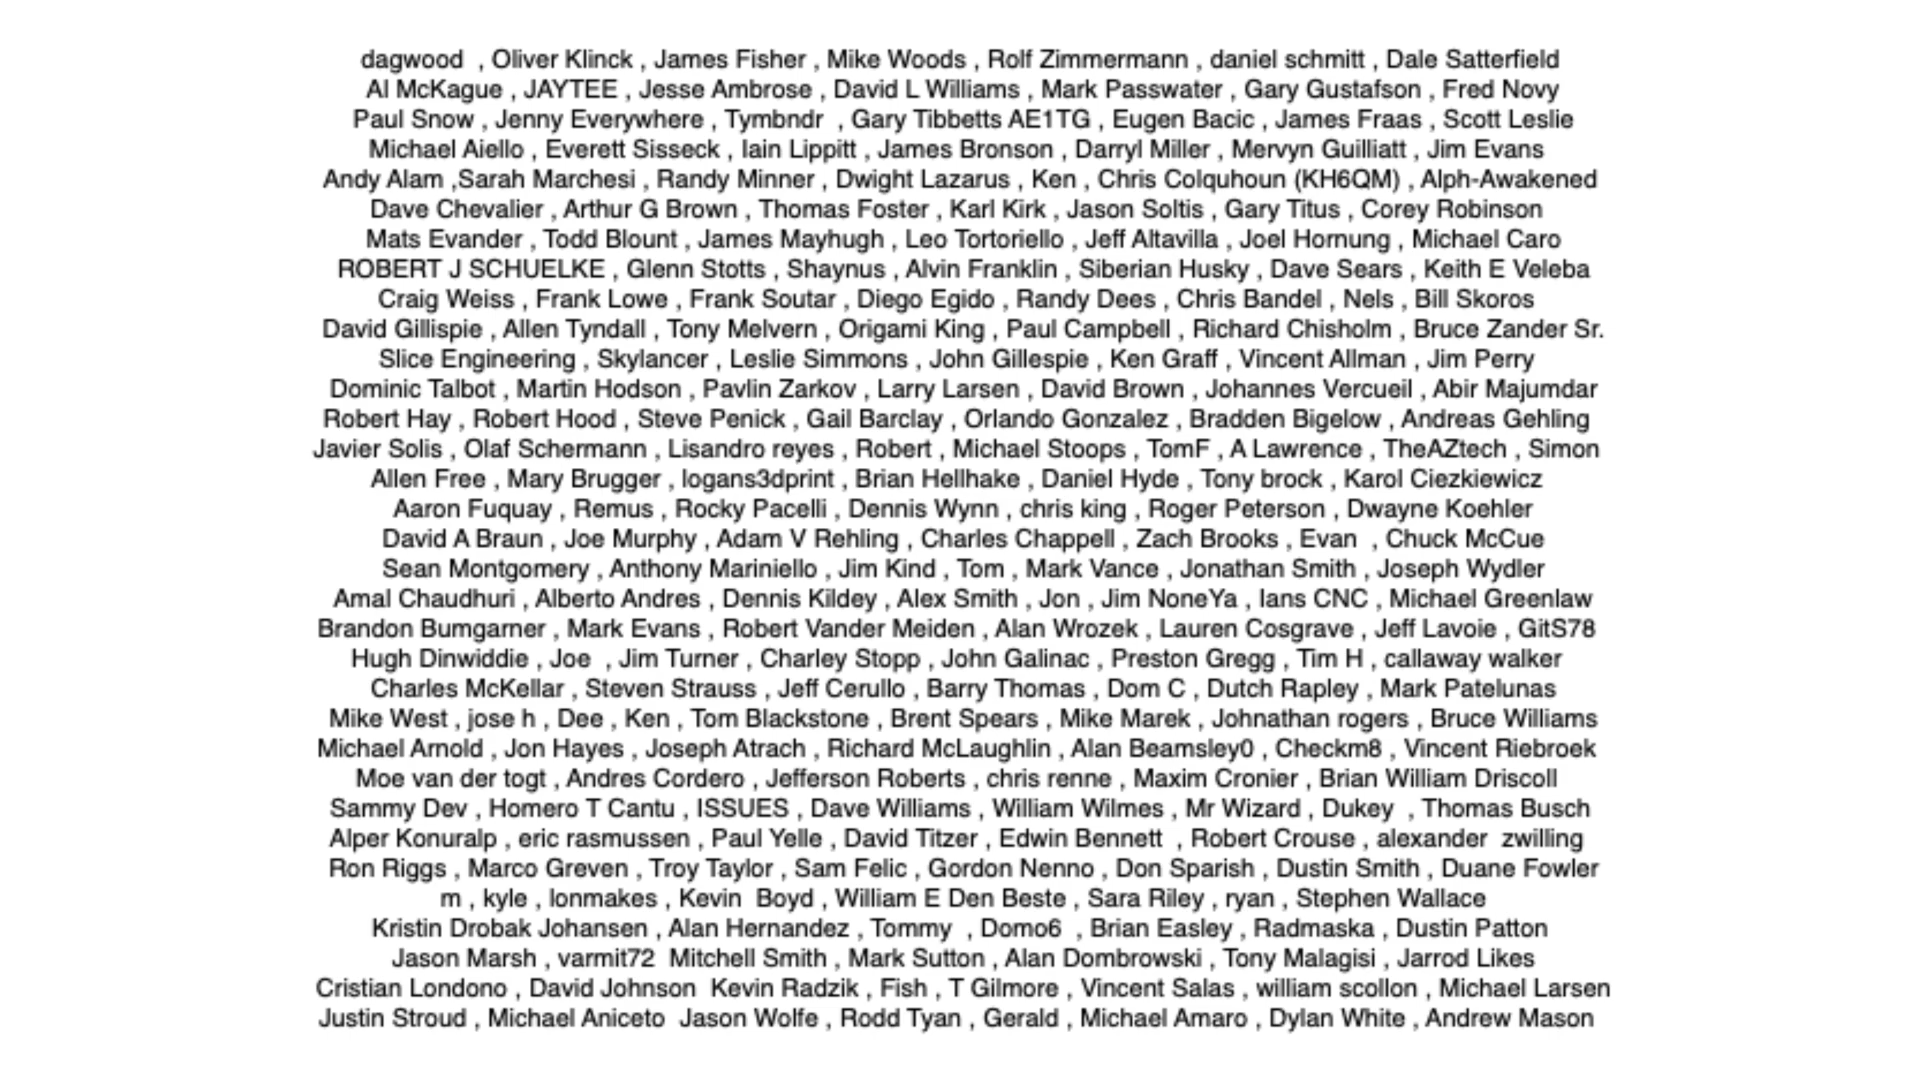 dagwood  , Oliver Klinck , James Fisher , Mike Woods , Rolf Zimmermann , daniel schmitt , Dale Satterfield
Al McKague , JAYTEE , Jesse Ambrose , David L Williams , Mark Passwater , Gary Gustafson , Fred Novy
Paul Snow , Jenny Everywhere , Tymbndr  , Gary Tibbetts AE1TG , Eugen Bacic , James Fraas , Scott Leslie
Michael Aiello , Everett Sisseck , Iain Lippitt , James Bronson , Darryl Miller , Mervyn Guilliatt , Jim Evans
Andy Alam ,Sarah Marchesi , Randy Minner , Dwight Lazarus , Ken , Chris Colquhoun (KH6QM) , Alph-Awakened
Dave Chevalier , Arthur G Brown , Thomas Foster , Karl Kirk , Jason Soltis , Gary Titus , Corey Robinson
Mats Evander , Todd Blount , James Mayhugh , Leo Tortoriello , Jeff Altavilla , Joel Hornung , Michael Caro
ROBERT J SCHUELKE , Glenn Stotts , Shaynus , Alvin Franklin , Siberian Husky , Dave Sears , Keith E Veleba
Craig Weiss , Frank Lowe , Frank Soutar , Diego Egido , Randy Dees , Chris Bandel , Nels , Bill Skoros
David Gillispie , Allen Tyndall , Tony Melvern , Origami King , Paul Campbell , Richard Chisholm , Bruce Zander Sr.
Slice Engineering , Skylancer , Leslie Simmons , John Gillespie , Ken Graff , Vincent Allman , Jim Perry
Dominic Talbot , Martin Hodson , Pavlin Zarkov , Larry Larsen , David Brown , Johannes Vercueil , Abir Majumdar
Robert Hay , Robert Hood , Steve Penick , Gail Barclay , Orlando Gonzalez , Bradden Bigelow , Andreas Gehling
Javier Solis , Olaf Schermann , Lisandro reyes , Robert , Michael Stoops , TomF , A Lawrence , TheAZtech , Simon
Allen Free , Mary Brugger , logans3dprint , Brian Hellhake , Daniel Hyde , Tony brock , Karol Ciezkiewicz
Aaron Fuquay , Remus , Rocky Pacelli , Dennis Wynn , chris king , Roger Peterson , Dwayne Koehler
David A Braun , Joe Murphy , Adam V Rehling , Charles Chappell , Zach Brooks , Evan  , Chuck McCue
Sean Montgomery , Anthony Mariniello , Jim Kind , Tom , Mark Vance , Jonathan Smith , Joseph Wydler
Amal Chaudhuri , Alberto Andres , Dennis Kildey , Alex Smith , Jon , Jim NoneYa , Ians CNC , Michael Greenlaw
Brandon Bumgarner , Mark Evans , Robert Vander Meiden , Alan Wrozek , Lauren Cosgrave , Jeff Lavoie , GitS78
Hugh Dinwiddie , Joe  , Jim Turner , Charley Stopp , John Galinac , Preston Gregg , Tim H , callaway walker
Charles McKellar , Steven Strauss , Jeff Cerullo , Barry Thomas , Dom C , Dutch Rapley , Mark Patelunas
Mike West , jose h , Dee , Ken , Tom Blackstone , Brent Spears , Mike Marek , Johnathan rogers , Bruce Williams
Michael Arnold , Jon Hayes , Joseph Atrach , Richard McLaughlin , Alan Beamsley0 , Checkm8 , Vincent Riebroek
Moe van der togt , Andres Cordero , Jefferson Roberts , chris renne , Maxim Cronier , Brian William Driscoll
Sammy Dev , Homero T Cantu , ISSUES , Dave Williams , William Wilmes , Mr Wizard , Dukey  , Thomas Busch
Alper Konuralp , eric rasmussen , Paul Yelle , David Titzer , Edwin Bennett  , Robert Crouse , alexander  zwilling
Ron Riggs , Marco Greven , Troy Taylor , Sam Felic , Gordon Nenno , Don Sparish , Dustin Smith , Duane Fowler
m , kyle , lonmakes , Kevin  Boyd , William E Den Beste , Sara Riley , ryan , Stephen Wallace
Kristin Drobak Johansen , Alan Hernandez , Tommy  , Domo6  , Brian Easley , Radmaska , Dustin Patton
Jason Marsh , varmit72  Mitchell Smith , Mark Sutton , Alan Dombrowski , Tony Malagisi , Jarrod Likes
Cristian Londono , David Johnson  Kevin Radzik , Fish , T Gilmore , Vincent Salas , william scollon , Michael Larsen
Justin Stroud , Michael Aniceto  Jason Wolfe , Rodd Tyan , Gerald , Michael Amaro , Dylan White , Andrew Mason